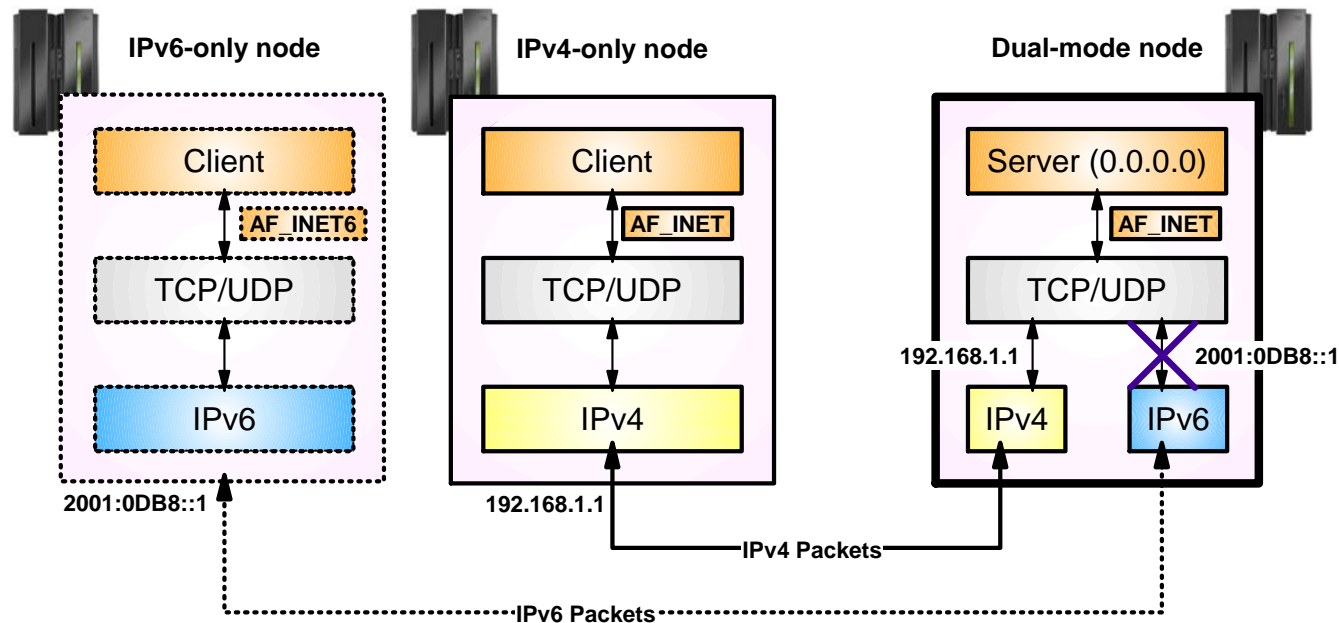 IPv6-only node
IPv4-only node
Dual-mode node
Client
Client
Server (0.0.0.0)
AF_INET6
AF_INET
AF_INET
TCP/UDP
TCP/UDP
TCP/UDP
192.168.1.1
2001:0DB8::1
IPv6
IPv4
IPv4
IPv6
2001:0DB8::1
192.168.1.1
IPv4 Packets
IPv6 Packets